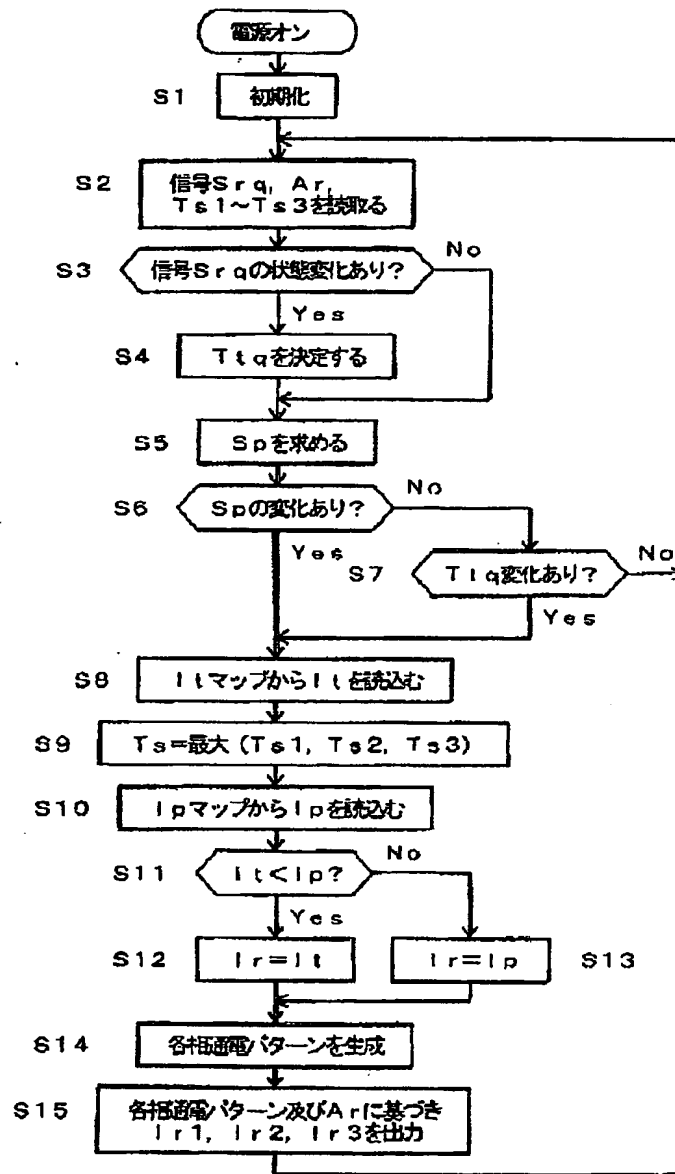 電源オン
S1
初期化
S2
信号Srq, Ar,
Ts1〜Ts3を読取る
S3
信号Srqの状態変化あり?
No
Yes
S4
Ttqを決定する
S5
Spを求める
S6
Spの変化あり?
No
Yes
S7
Ttq変化あり?
No
Yes
S8
ItマップからItを読込む
S9
Ts=最大(Ts1, Ts2, Ts3)
S10
IpマップからIpを読込む
S11
It<Ip?
No
Yes
S12
Ir=It
Ir=Ip
S13
S14
各相通電パターンを生成
S15
各相通電パターン及びArに基づき
Ir1, Ir2, Ir3を出力